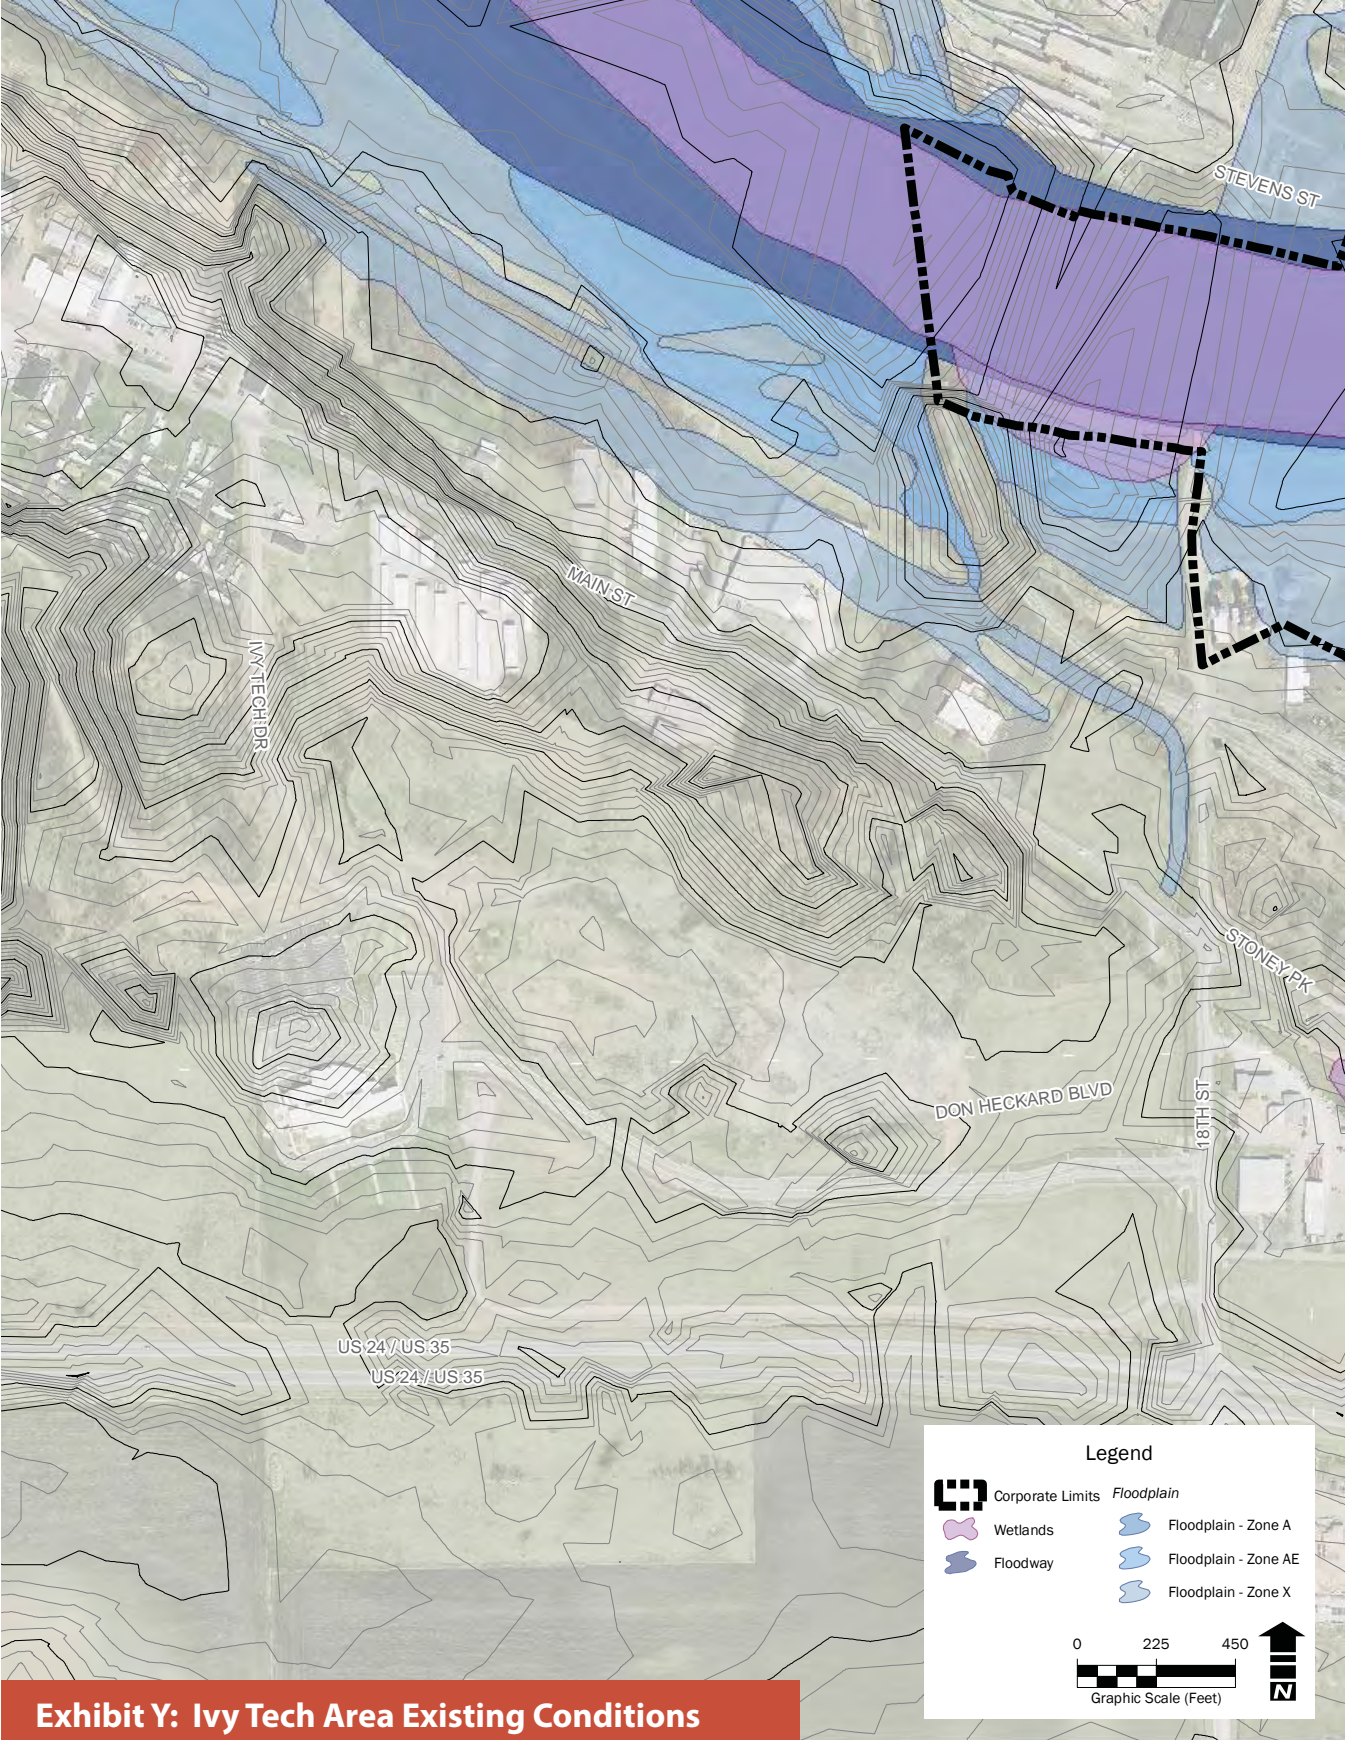 STEVENS ST
MAIN ST
IVY TECH DR
STONEY PK
DON HECKARD BLVD
18TH ST
US 24 / US 35
US 24 / US 35
Legend
Corporate Limits
Wetlands
Floodway
Floodplain
Floodplain - Zone A
Floodplain - Zone AE
Floodplain - Zone X
0 225 450
Graphic Scale (Feet)
N
Exhibit Y: Ivy Tech Area Existing Conditions